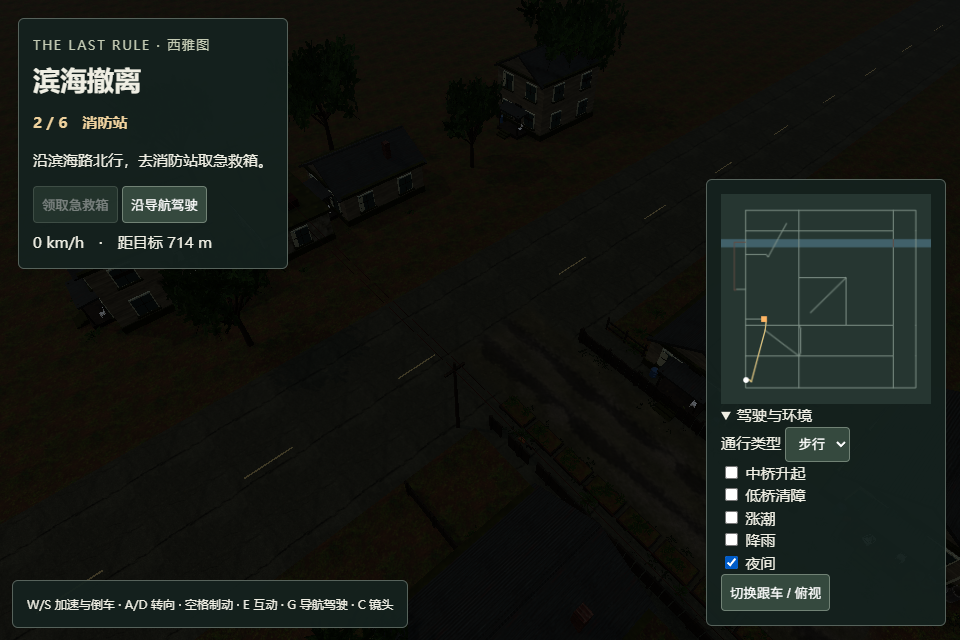 THE LAST RULE · 西雅图
滨海撤离
2 / 6 消防站
沿滨海路北行，去消防站取急救箱。
领取急救箱 沿导航驾驶
0 km/h · 距目标 714 m
▼ 驾驶与环境
通行类型 步行
中桥升起
低桥清障
涨潮
降雨
夜间
切换跟车 / 俯视
W/S 加速与倒车 · A/D 转向 · 空格制动 · E 互动 · G 导航驾驶 · C 镜头